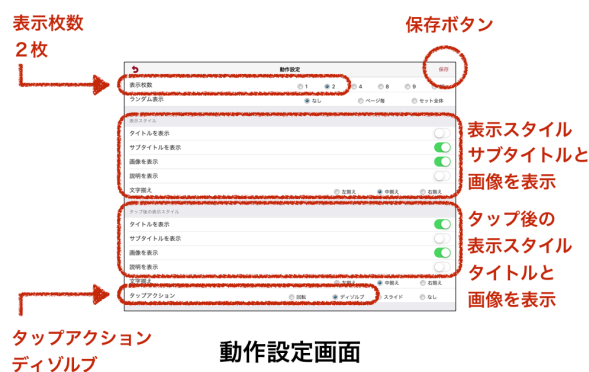 表示枚数
2枚
保存ボタン
動作設定
保存
表示枚数
1
2
4
6
9
ランダム表示
なし
ページ毎
セット全体
表示スタイル
タイトルを表示
サブタイトルを表示
画像を表示
説明を表示
文字揃え
左揃え
中揃え
右揃え
表示スタイル
サブタイトルと
画像を表示
タップ後の表示スタイル
タイトルを表示
サブタイトルを表示
画像を表示
説明を表示
文字揃え
左揃え
中揃え
右揃え
タップアクション
回転
ディゾルブ
スライド
なし
タップ後の
表示スタイル
タイトルと
画像を表示
タップアクション
ディゾルブ
動作設定画面